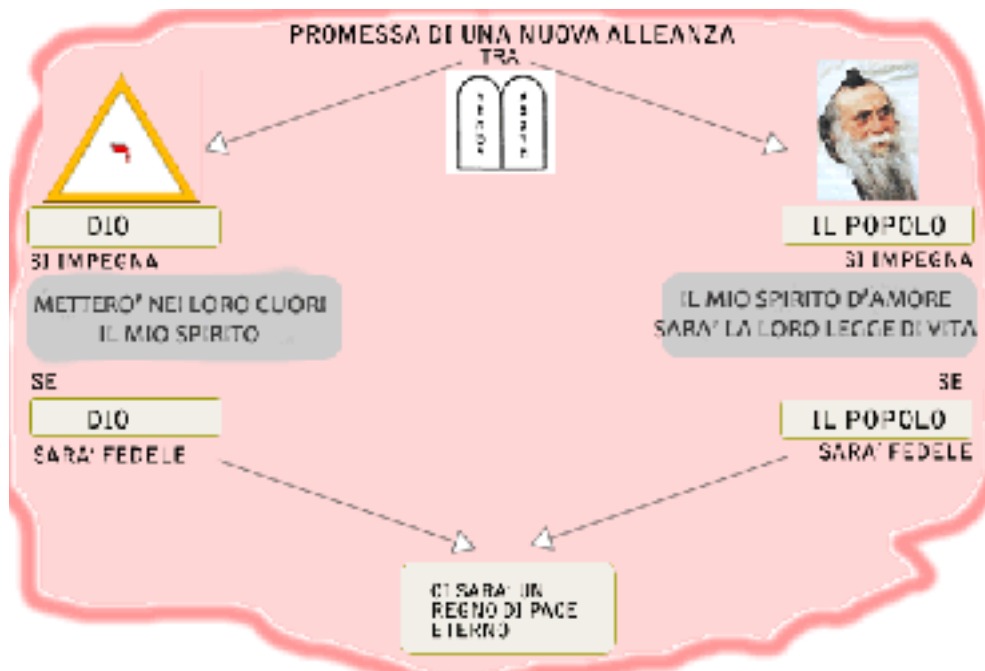 PROMESSA DI UNA NUOVA ALLEANZA
TRA
DIO
IL POPOLO
SI IMPEGNA
SI IMPEGNA
METTERO' NEI LORO CUORI
IL MIO SPIRITO
IL MIO SPIRITO D'AMORE
SARA' LA LORO LEGGE DI VITA
SE
SE
DIO
IL POPOLO
SARA' FEDELE
SARA' FEDELE
CI SARA' UN
REGNO DI PACE
ETERNO